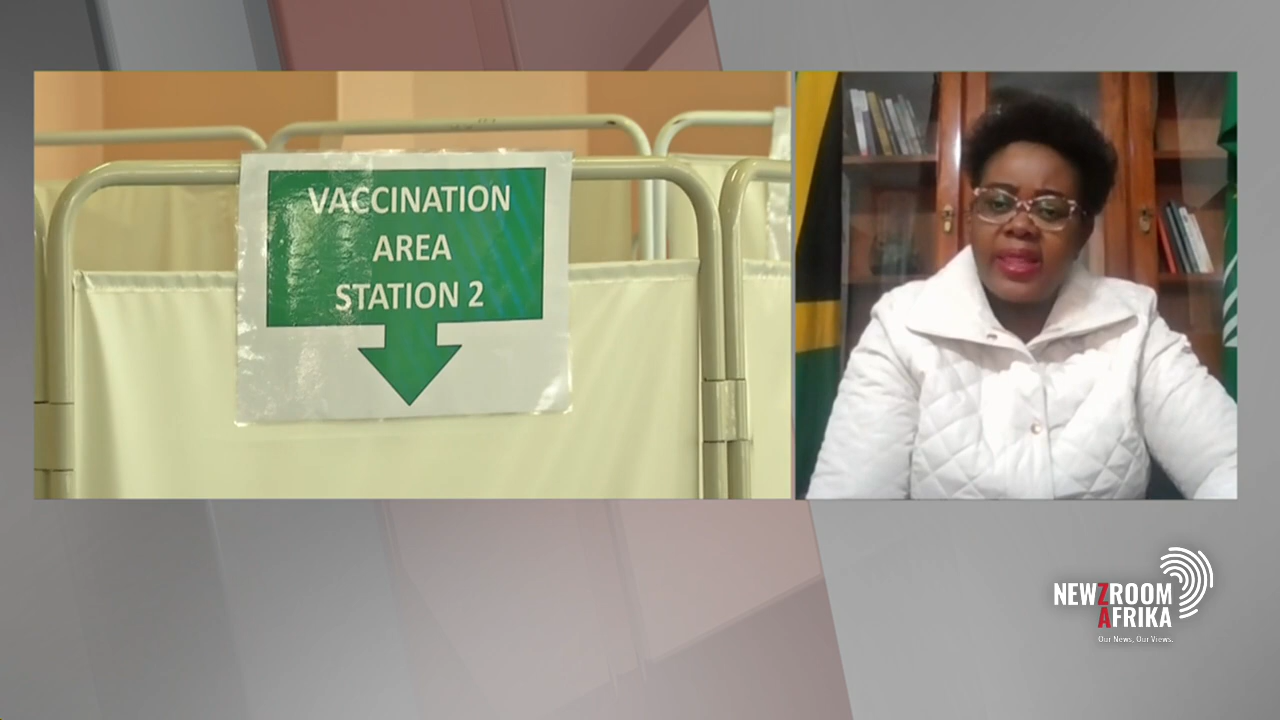 VACCINATION
AREA
STATION 2
NEWZROOM
AFRIKA
Our News, Our Views.